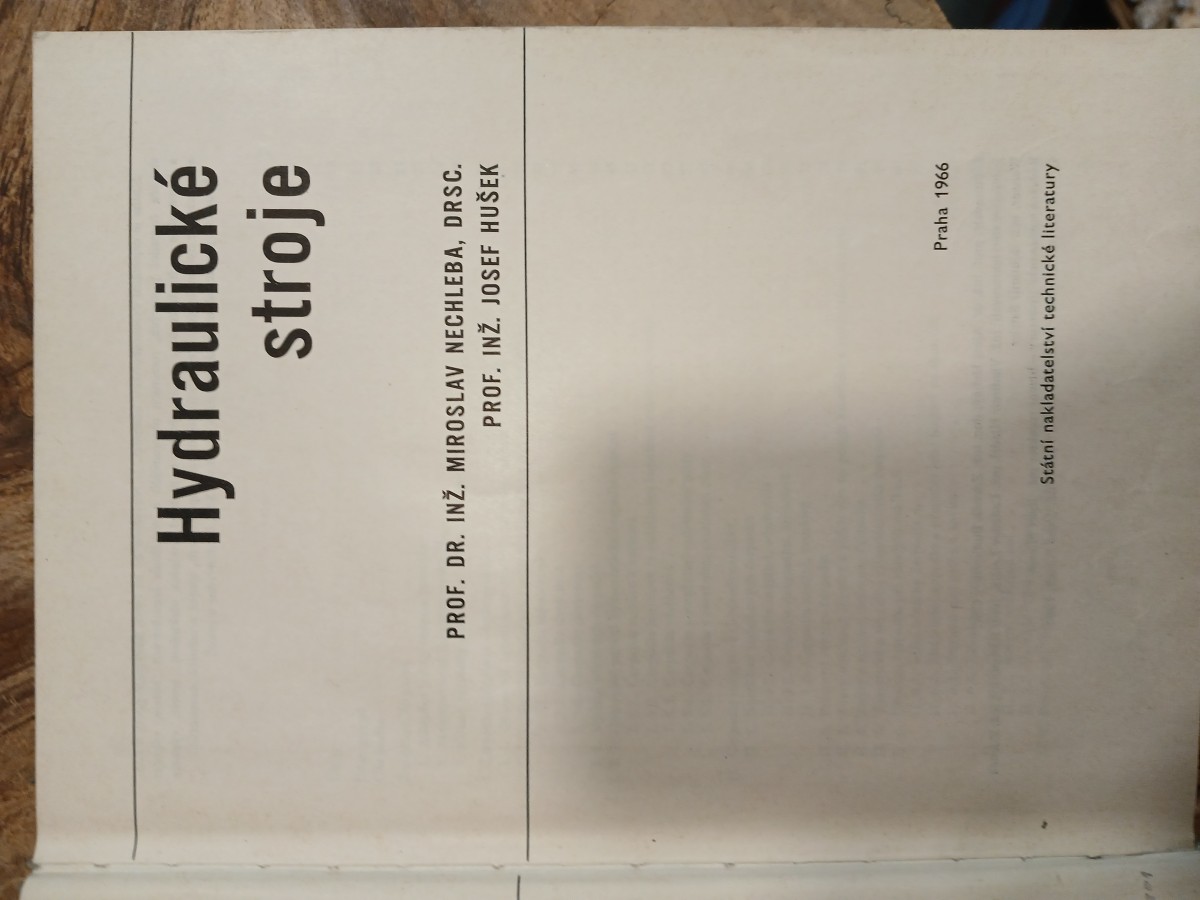 Hydraulické
stroje
PROF. DR. INŽ. MIROSLAV NECHLEBA, DRSC.
PROF. INŽ. JOSEF HUŠEK
Praha 1966
Státní nakladatelství technické literatury